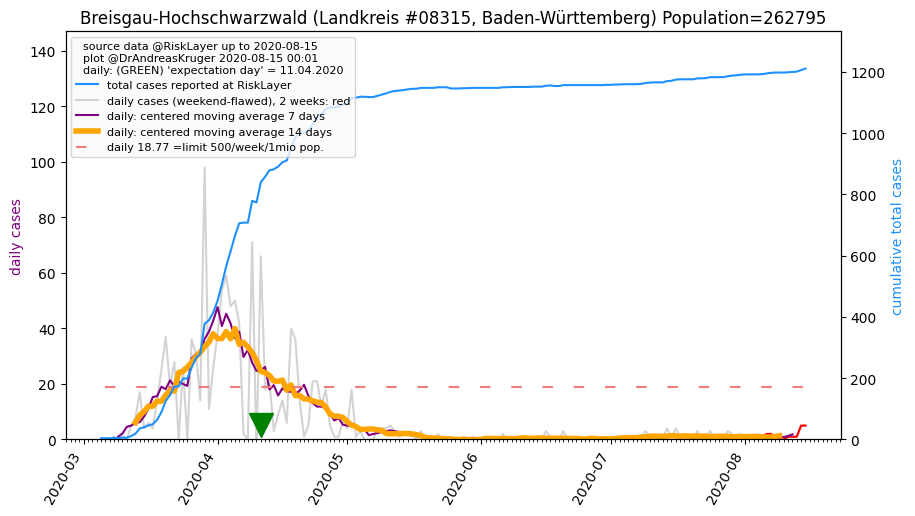 Breisgau-Hochschwarzwald (Landkreis #08315, Baden-Württemberg) Population=262795
source data @RiskLayer up to 2020-08-15
plot @DrAndreasKruger 2020-08-15 00:01
daily: (GREEN) 'expectation day' = 11.04.2020
total cases reported at RiskLayer
daily cases (weekend-flawed), 2 weeks: red
daily: centered moving average 7 days
daily: centered moving average 14 days
daily 18.77 =limit 500/week/1mio pop.
daily cases
140
120
100
80
60
40
20
0
cumulative total cases
1200
1000
800
600
400
200
0
2020-03
2020-04
2020-05
2020-06
2020-07
2020-08